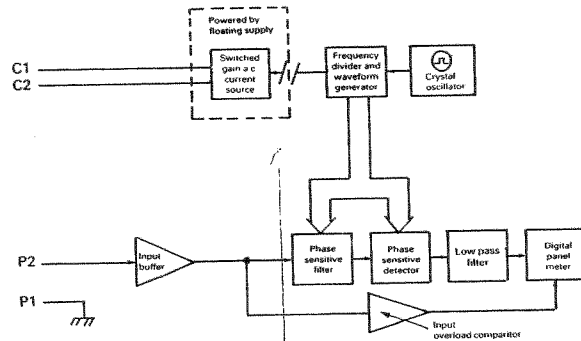 Powered by
floating supply
C1
C2
Switched
gain a c
current
source
Frequency
divider and
waveform
generator
Crystal
oscillator
P2
Input
buffer
Phase
sensitive
filter
Phase
sensitive
detector
Low pass
filter
Digital
panel
meter
P1
Input
overload comparitor